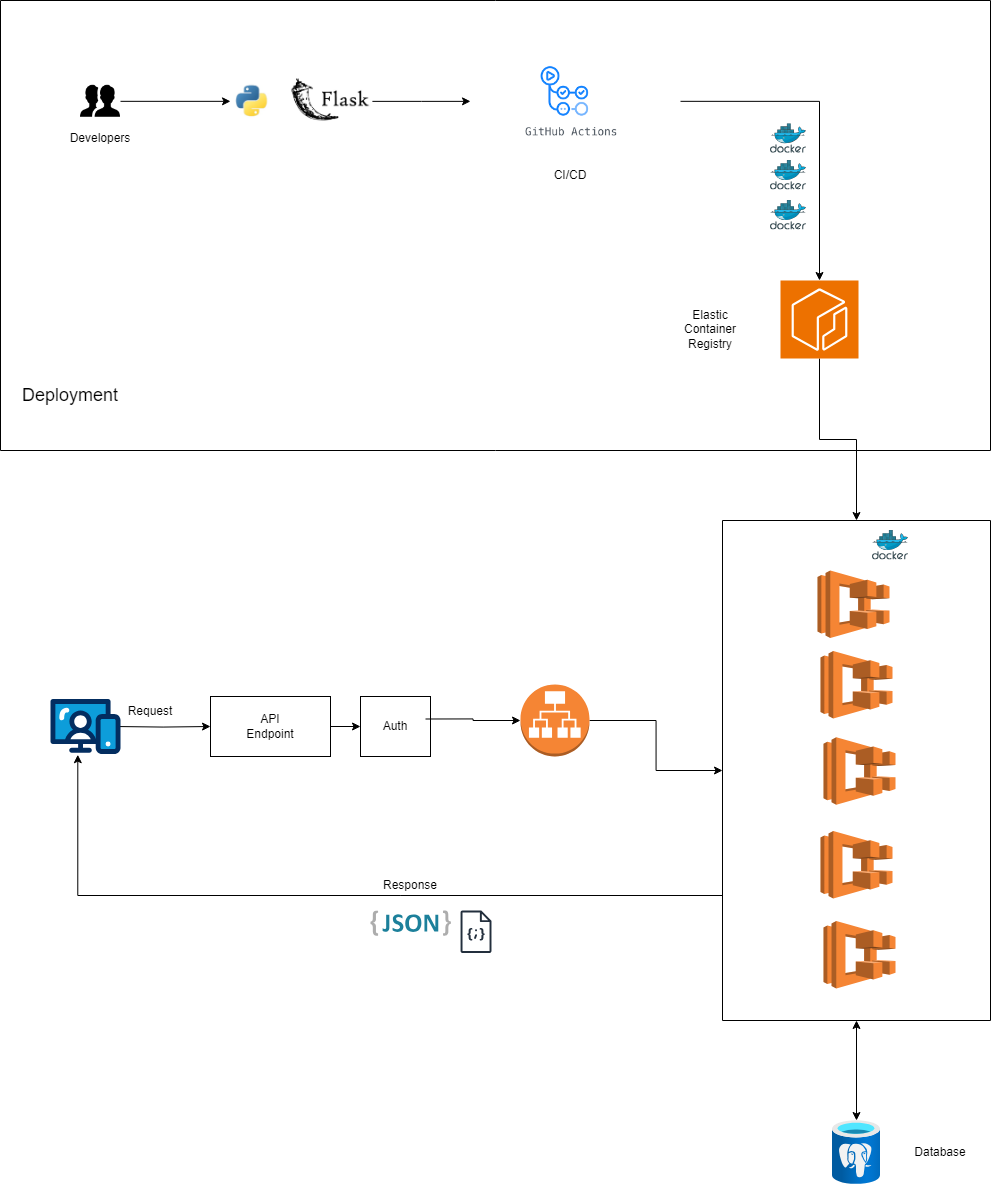 Flask
Developers
GitHub Actions
CI/CD
docker
docker
docker
Elastic
Container
Registry
Deployment
docker
Request
API
Endpoint
Auth
Response
{JSON}
{;}
Database